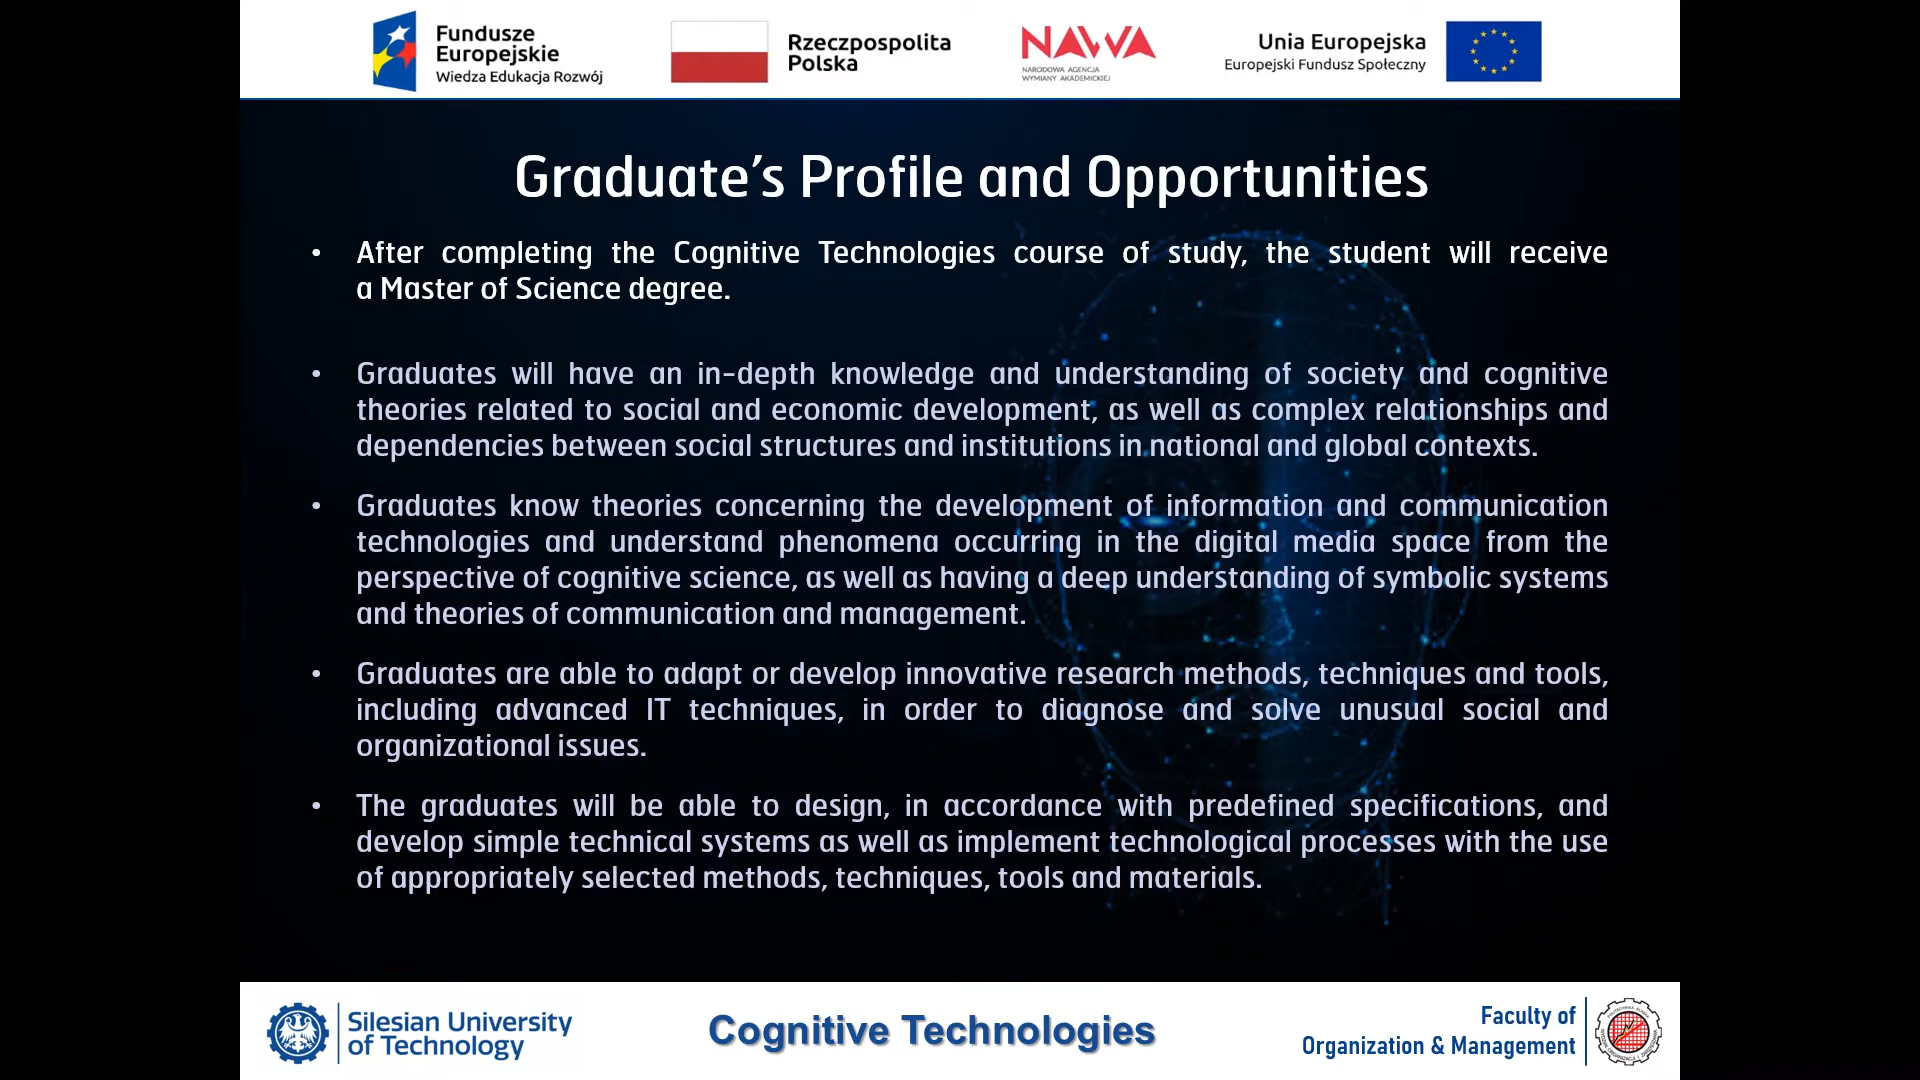 Fundusze
Europejskie
Wiedza Edukacja Rozwój
Rzeczpospolita
Polska
NAWA
NARODOWA AGENCJA
WYMIANY AKADEMICKIEJ
Unia Europejska
Europejski Fundusz Społeczny
Graduate's Profile and Opportunities
• After completing the Cognitive Technologies course of study, the student will receive
a Master of Science degree.
• Graduates will have an in-depth knowledge and understanding of society and cognitive
theories related to social and economic development, as well as complex relationships and
dependencies between social structures and institutions in national and global contexts.
• Graduates know theories concerning the development of information and communication
technologies and understand phenomena occurring in the digital media space from the
perspective of cognitive science, as well as having a deep understanding of symbolic systems
and theories of communication and management.
• Graduates are able to adapt or develop innovative research methods, techniques and tools,
including advanced IT techniques, in order to diagnose and solve unusual social and
organizational issues.
• The graduates will be able to design, in accordance with predefined specifications, and
develop simple technical systems as well as implement technological processes with the use
of appropriately selected methods, techniques, tools and materials.
Silesian University
of Technology
Cognitive Technologies
Faculty of
Organization & Management